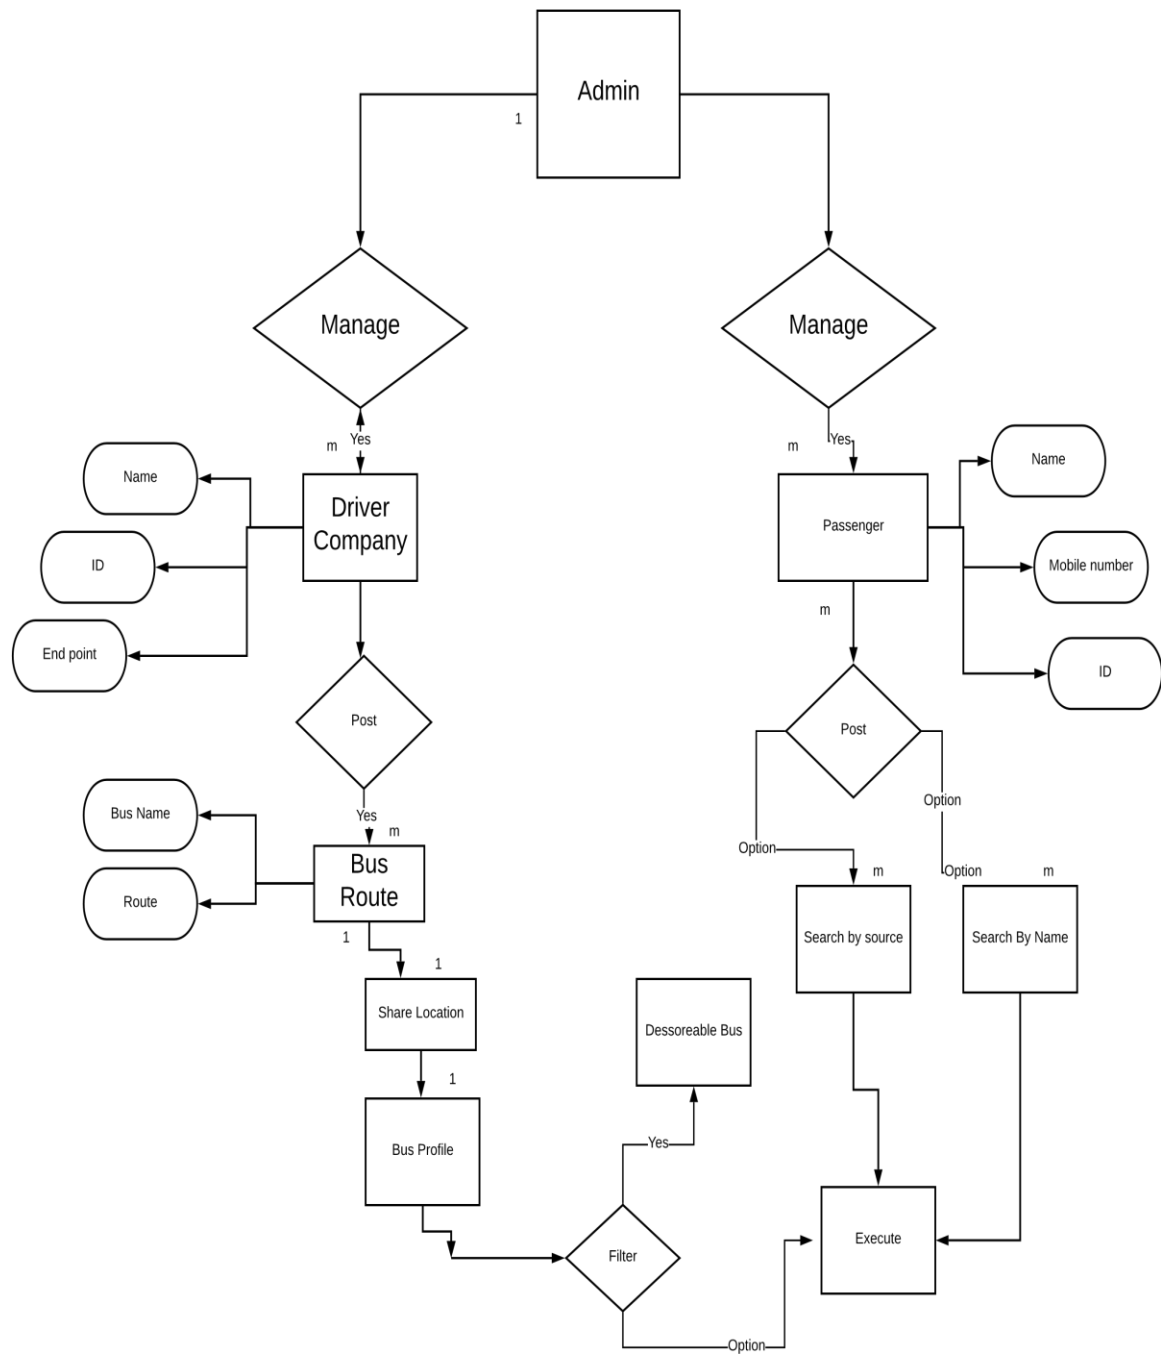 Admin
1
Manage
Manage
Yes
m
Yes
m
Name
ID
End point
Driver
Company
Passenger
Name
Mobile number
ID
m
Post
Post
Option
Option
Option
Yes
m
Bus Name
Route
Bus
Route
1
1
m
m
Search by source
Search By Name
Share Location
1
Dessoreable Bus
Bus Profile
Yes
Filter
Execute
Option